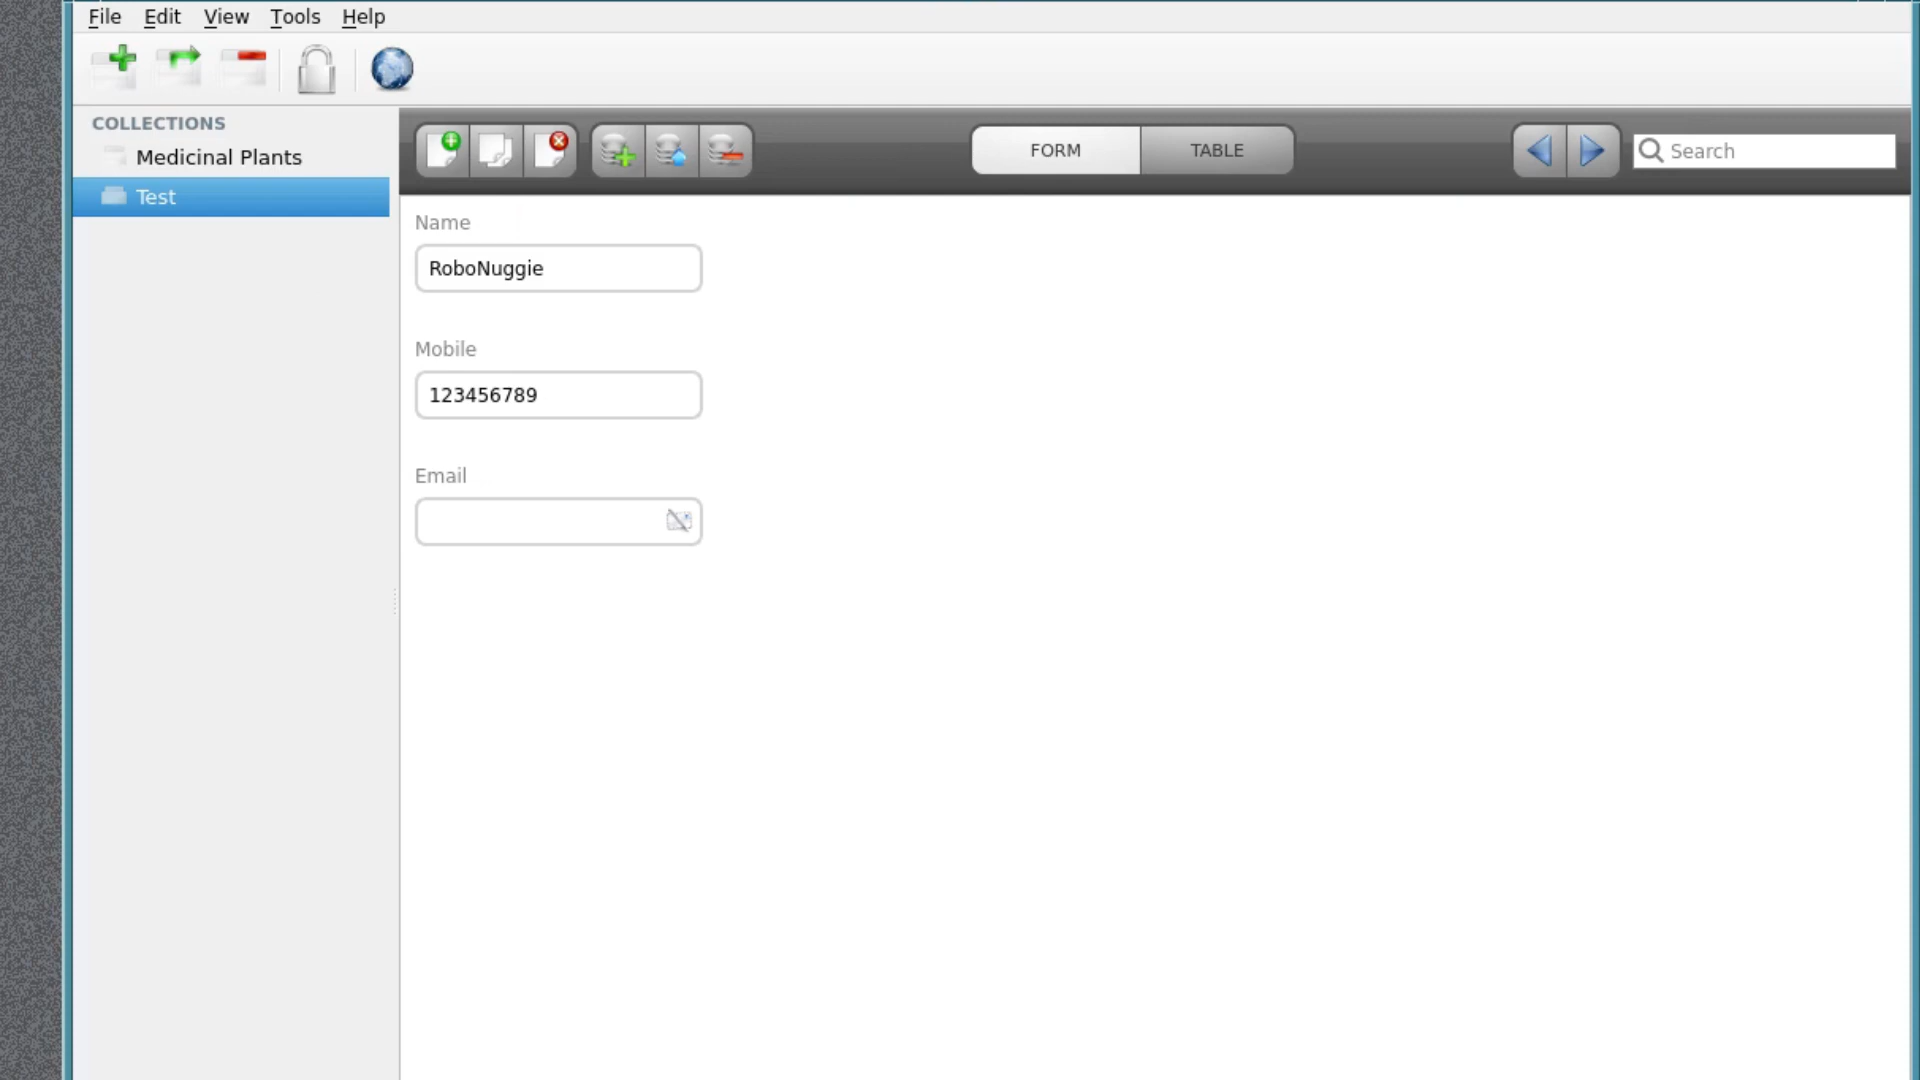 File Edit View Tools Help
COLLECTIONS
Medicinal Plants
Test
FORM TABLE
Search
Name
RoboNuggie
Mobile
123456789
Email